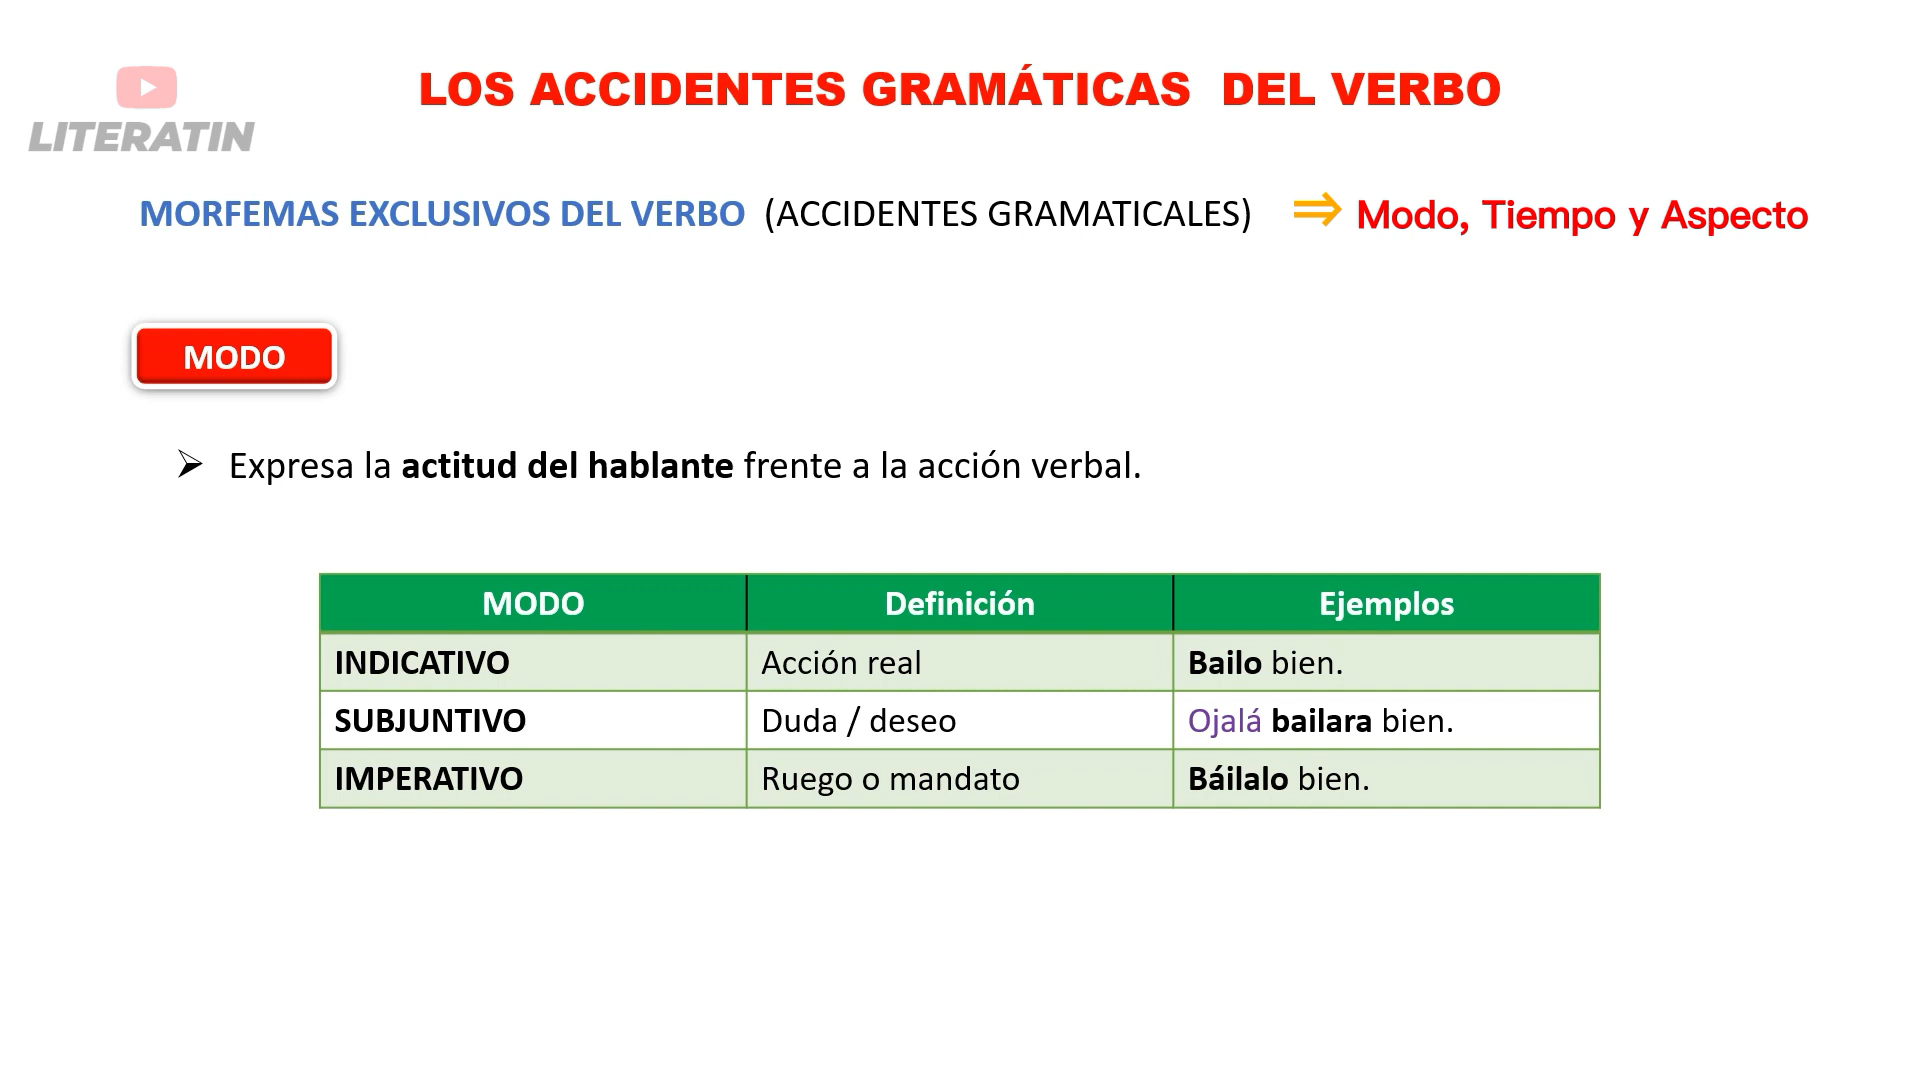 LITERATIN
LOS ACCIDENTES GRAMÁTICAS DEL VERBO
MORFEMAS EXCLUSIVOS DEL VERBO (ACCIDENTES GRAMATICALES) ⇒ Modo, Tiempo y Aspecto
MODO
➢ Expresa la actitud del hablante frente a la acción verbal.
MODO Definición Ejemplos
INDICATIVO Acción real Bailo bien.
SUBJUNTIVO Duda / deseo Ojalá bailara bien.
IMPERATIVO Ruego o mandato Báilalo bien.